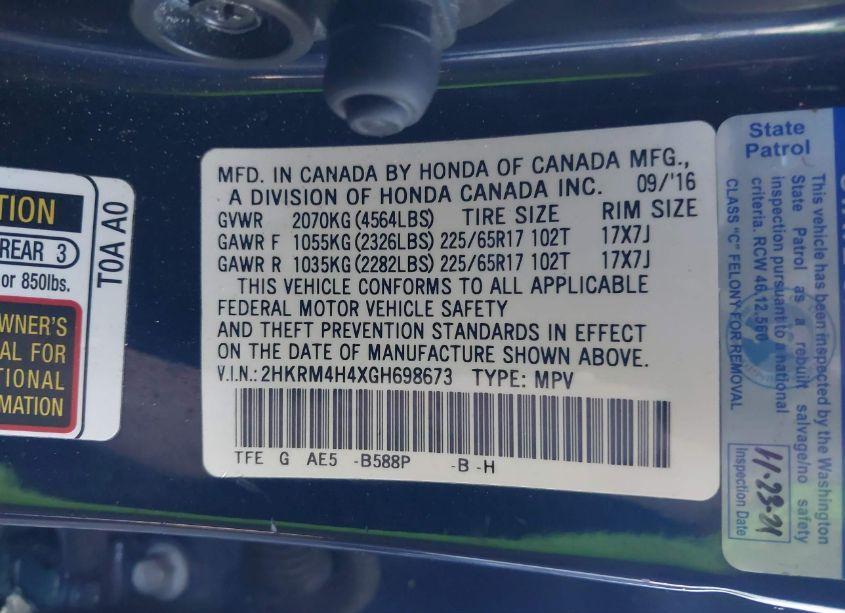 TION
REAR 3
or 850lbs.
WNER'S
AL FOR
TIONAL
RMATION
TOA A0
MFD. IN CANADA BY HONDA OF CANADA MFG.,
A DIVISION OF HONDA CANADA INC. 09/'16
GVWR 2070KG (4564LBS) TIRE SIZE RIM SIZE
GAWR F 1055KG (2326LBS) 225/65R17 102T 17X7J
GAWR R 1035KG (2282LBS) 225/65R17 102T 17X7J
THIS VEHICLE CONFORMS TO ALL APPLICABLE
FEDERAL MOTOR VEHICLE SAFETY
AND THEFT PREVENTION STANDARDS IN EFFECT
ON THE DATE OF MANUFACTURE SHOWN ABOVE.
V.I.N.: 2HKRM4H4XGH698673 TYPE: MPV
TFE G AE5 -B588P -B -H
State
Patrol
This vehicle has been inspected by the Washington
State Patrol as a rebuilt salvage/no safety
inspection pursuant to a national
criteria. RCW 46.12.560
CLASS "C" FELONY FOR REMOVAL
11-23-21
Inspection Date